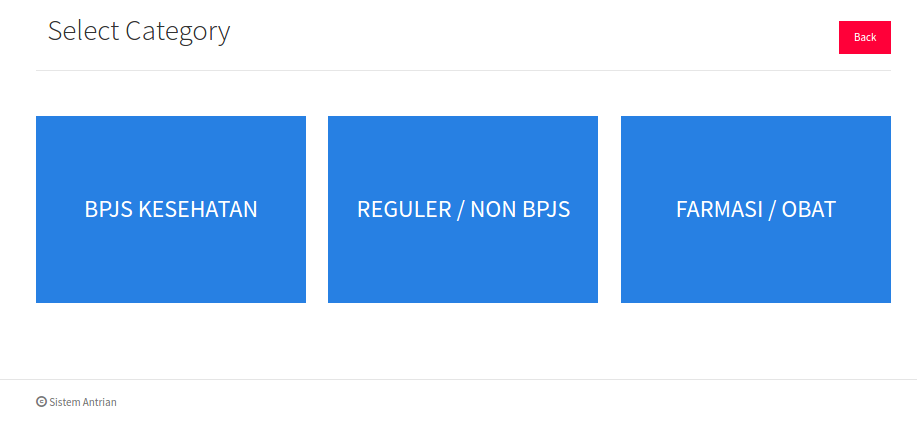 Select Category
Back
BPJS KESEHATAN
REGULER / NON BPJS
FARMASI / OBAT
© Sistem Antrian